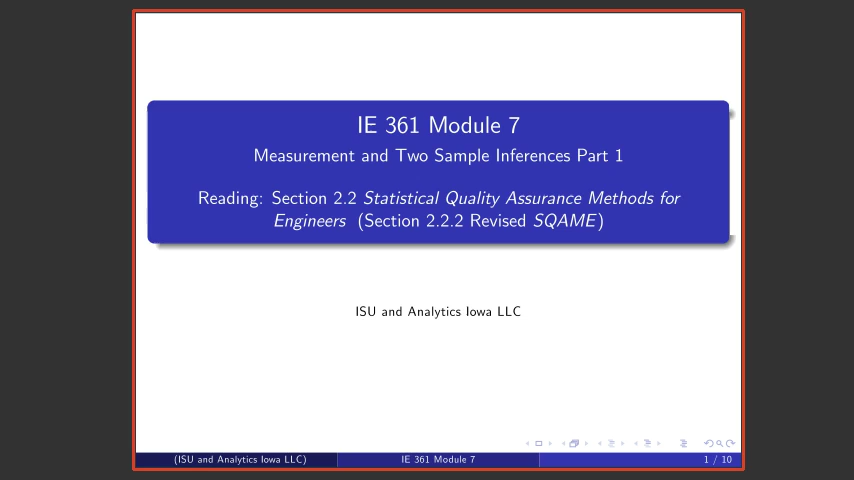 IE 361 Module 7
Measurement and Two Sample Inferences Part 1
Reading: Section 2.2 Statistical Quality Assurance Methods for
Engineers (Section 2.2.2 Revised SQAME)
ISU and Analytics Iowa LLC
(ISU and Analytics Iowa LLC) IE 361 Module 7 1 / 10